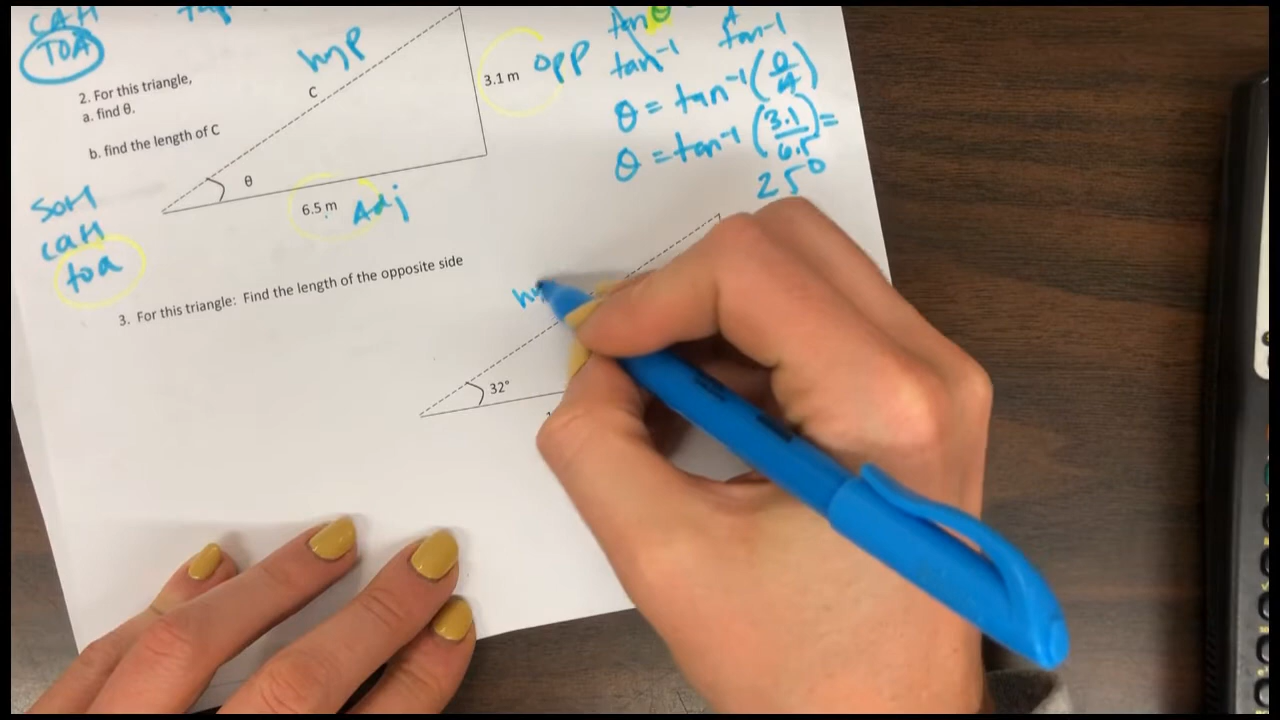 CAH
TOA
2. For this triangle,
a. find θ.
b. find the length of C
hyp
C
3.1 m
opp
θ
6.5 m
Adj
SOH
CAH
toa
tan θ
tan⁻¹ tan⁻¹
θ = tan⁻¹ (O/A)
θ = tan⁻¹ (3.1/6.5) =
25°
3. For this triangle: Find the length of the opposite side
32°